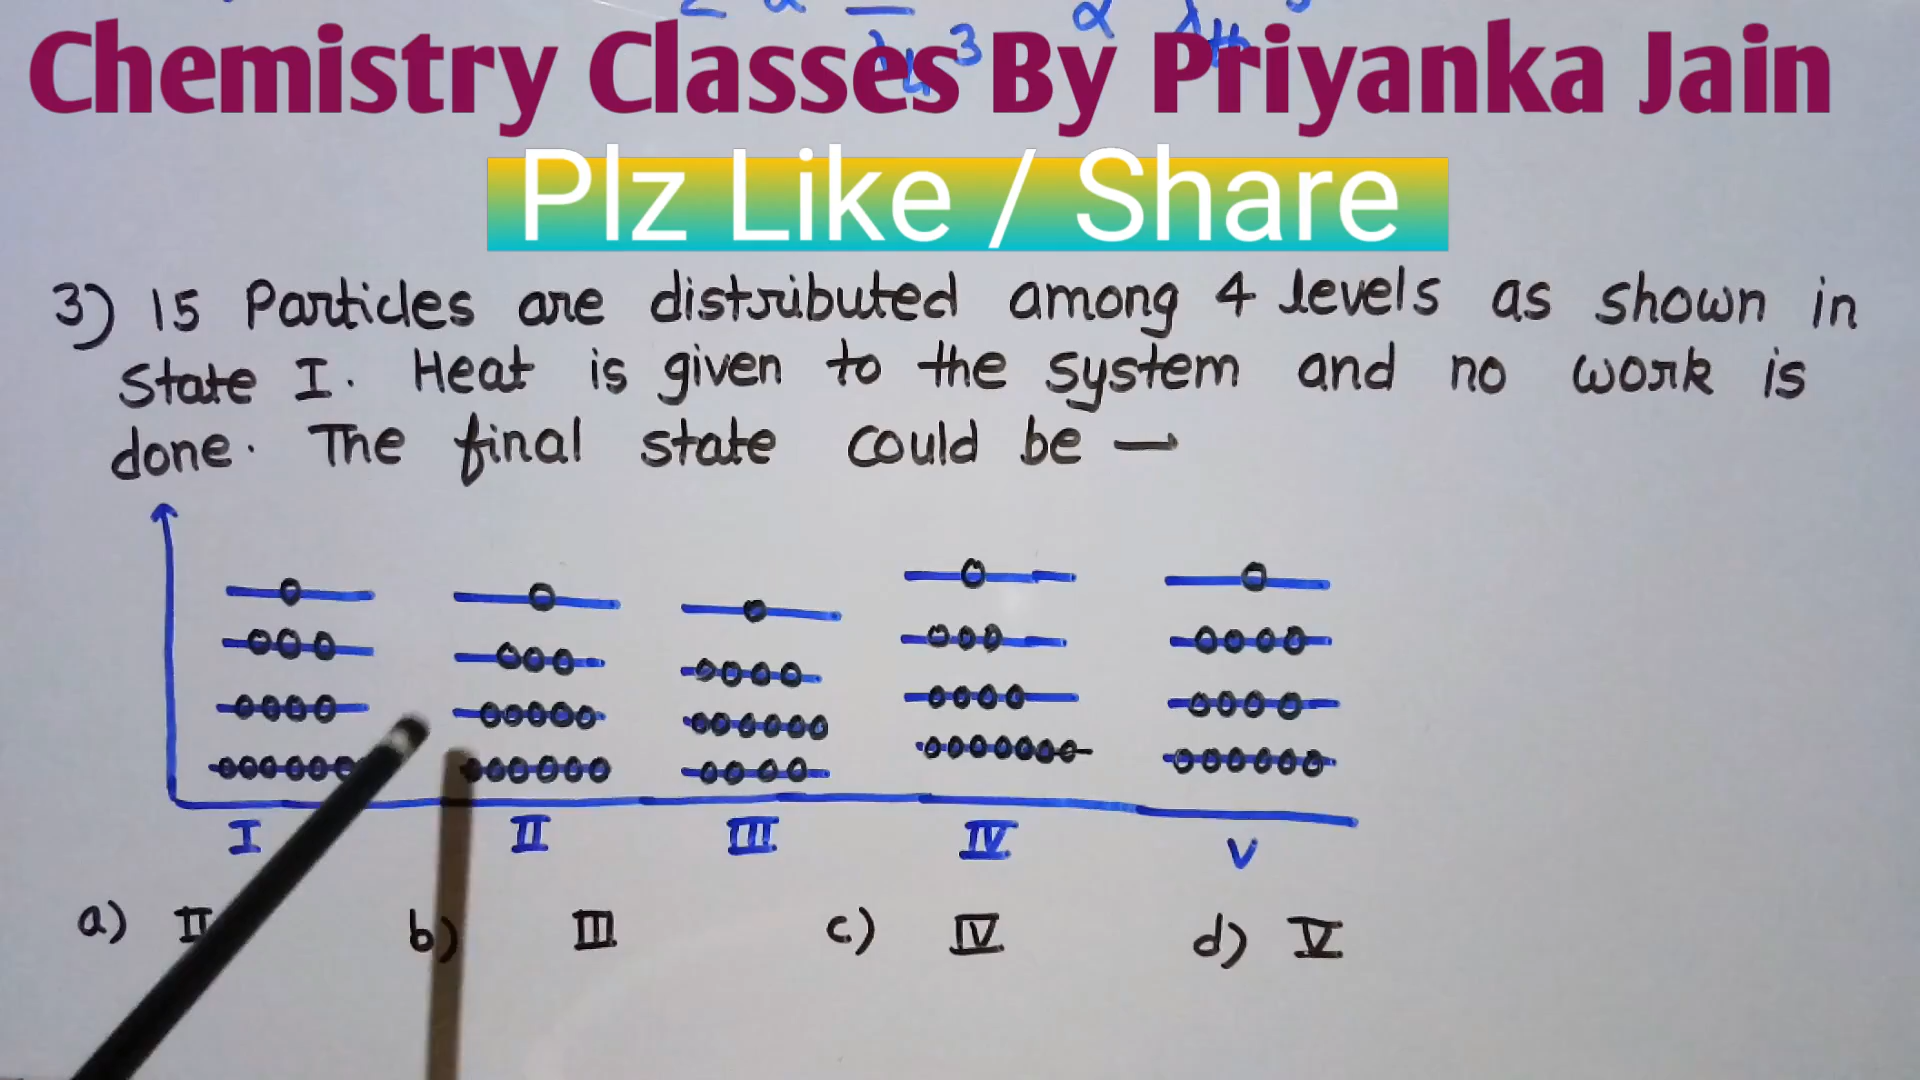 Chemistry Classes By Priyanka Jain
Plz Like / Share
3) 15 Particles are distributed among 4 levels as shown in
State I. Heat is given to the system and no work is
done. The final state could be —
I II III IV V
a) II b) III c) IV d) V